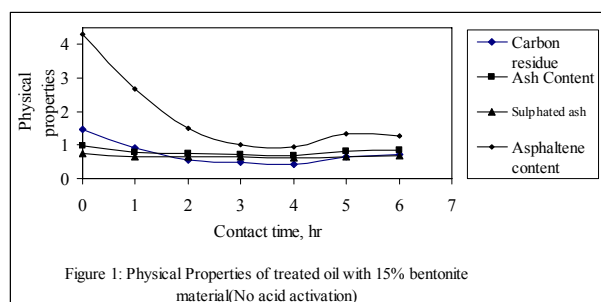 Physical
properties
4
3
2
1
0
0 1 2 3 4 5 6 7
Contact time, hr
Carbon
residue
Ash Content
Sulphated ash
Asphaltene
content
Figure 1: Physical Properties of treated oil with 15% bentonite
material(No acid activation)